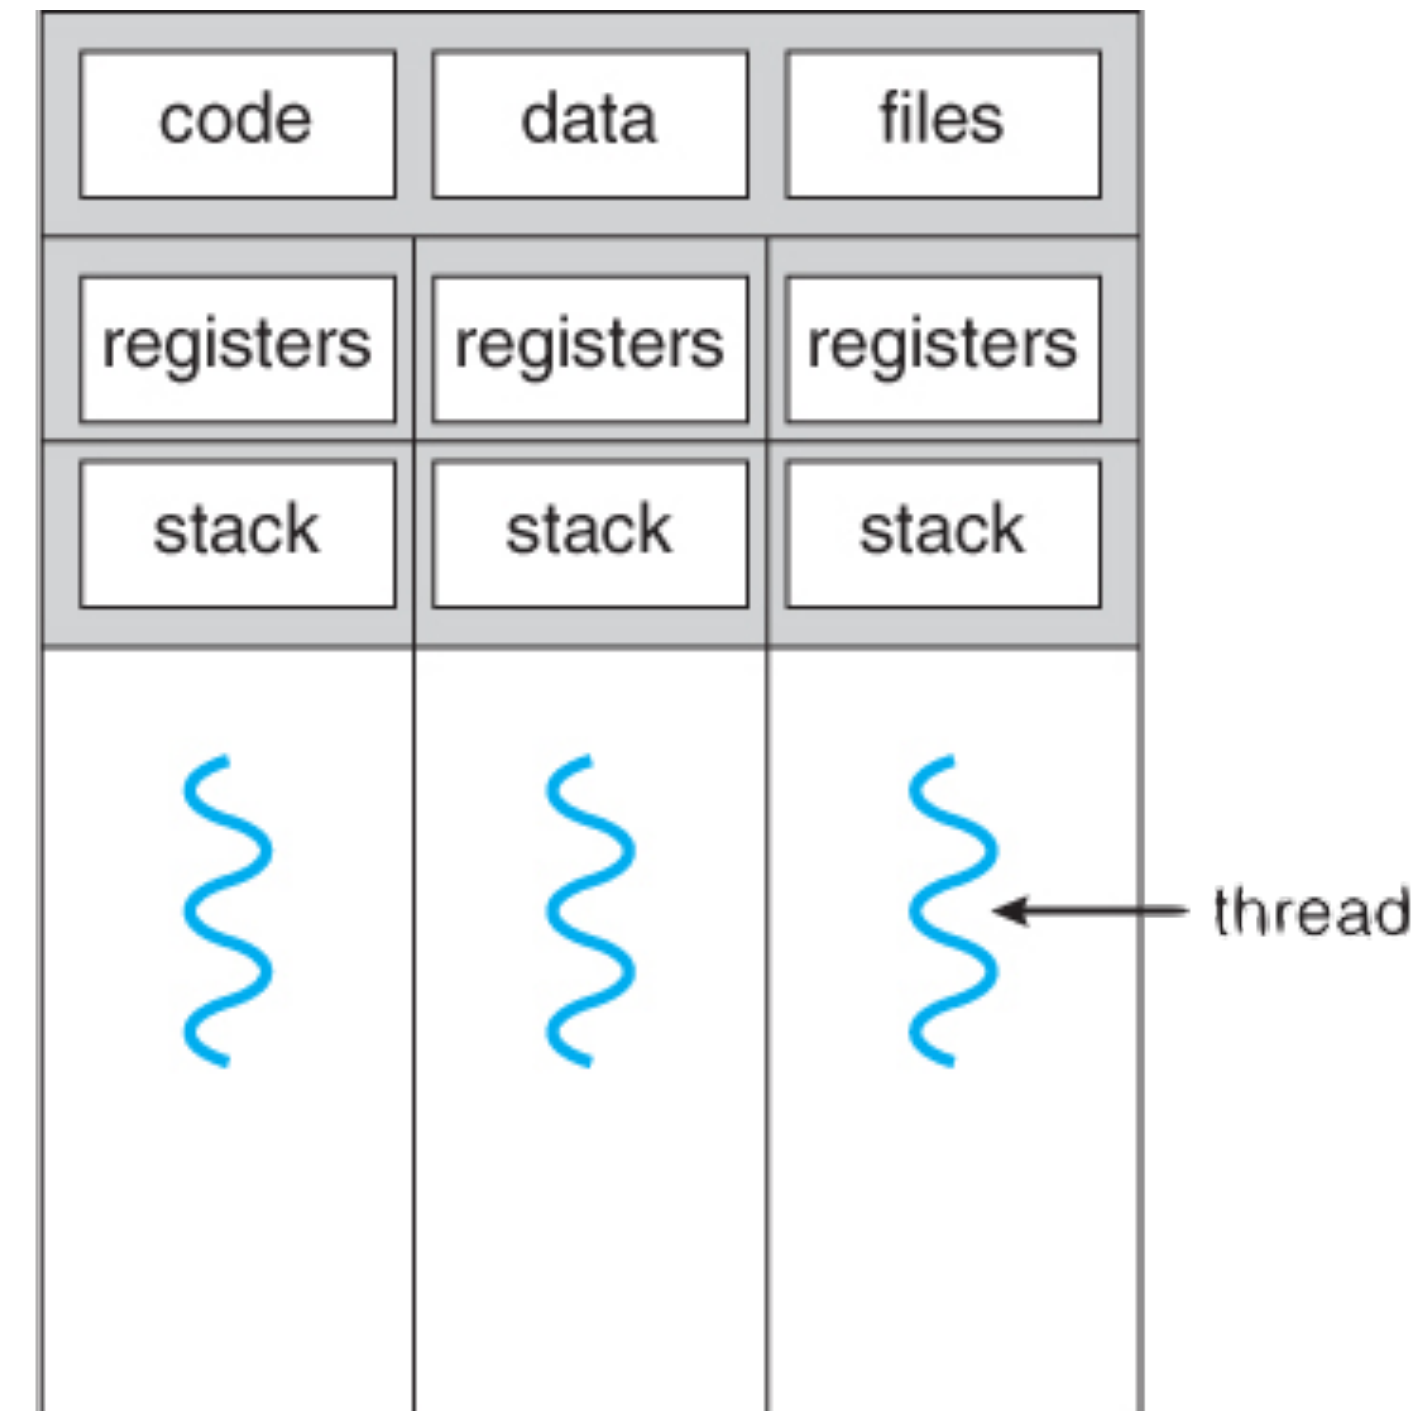 code data files
registers registers registers
stack stack stack
thread